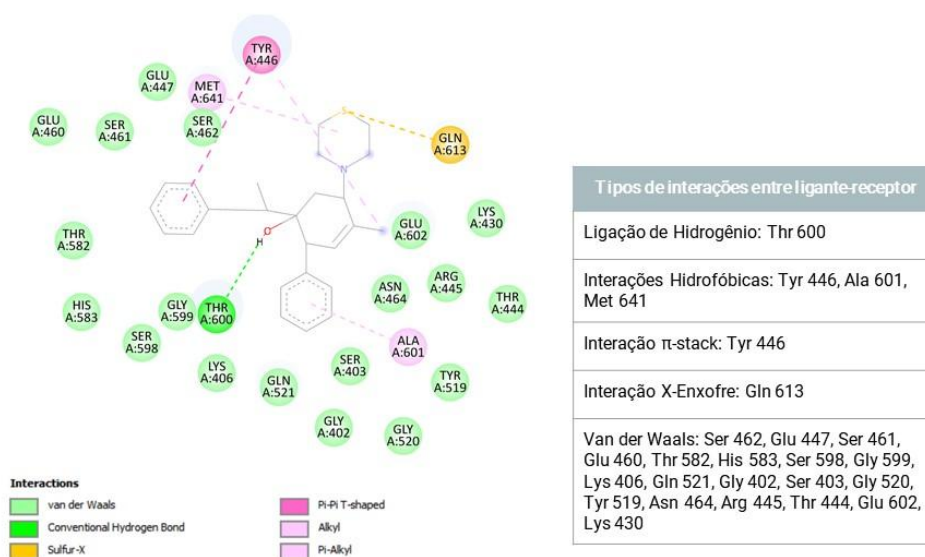 TYR
A:446
GLU
A:447
MET
A:641
GLU
A:460
SER
A:461
SER
A:462
S
GLN
A:613
N
THR
A:582
O
H
GLU
A:602
LYS
A:430
HIS
A:583
SER
A:598
GLY
A:599
THR
A:600
ASN
A:464
ARG
A:445
THR
A:444
LYS
A:406
GLN
A:521
SER
A:403
ALA
A:601
TYR
A:519
GLY
A:402
GLY
A:520
Interactions
van der Waals
Conventional Hydrogen Bond
Sulfur-X
Pi-Pi T-shaped
Alkyl
Pi-Alkyl
Tipos de interações entre ligante-receptor
Ligação de Hidrogênio: Thr 600
Interações Hidrofóbicas: Tyr 446, Ala 601,
Met 641
Interação π-stack: Tyr 446
Interação X-Enxofre: Gln 613
Van der Waals: Ser 462, Glu 447, Ser 461,
Glu 460, Thr 582, His 583, Ser 598, Gly 599,
Lys 406, Gln 521, Gly 402, Ser 403, Gly 520,
Tyr 519, Asn 464, Arg 445, Thr 444, Glu 602,
Lys 430